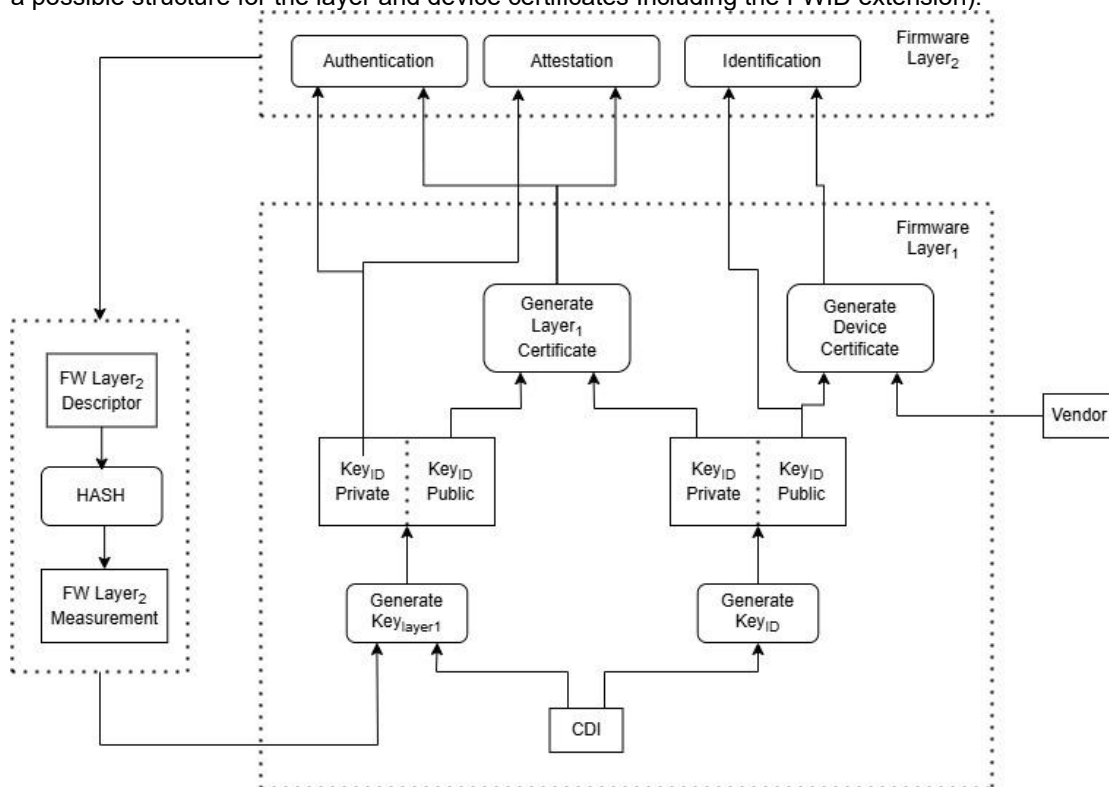 a possible structure for the layer and device certificates including the FWID extension).
Authentication
Attestation
Identification
Firmware
Layer2
Firmware
Layer1
Generate
Layer1
Certificate
Generate
Device
Certificate
FW Layer2
Descriptor
Vendor
HASH
KeyID
Private
KeyID
Public
KeyID
Private
KeyID
Public
FW Layer2
Measurement
Generate
Keylayer1
Generate
KeyID
CDI